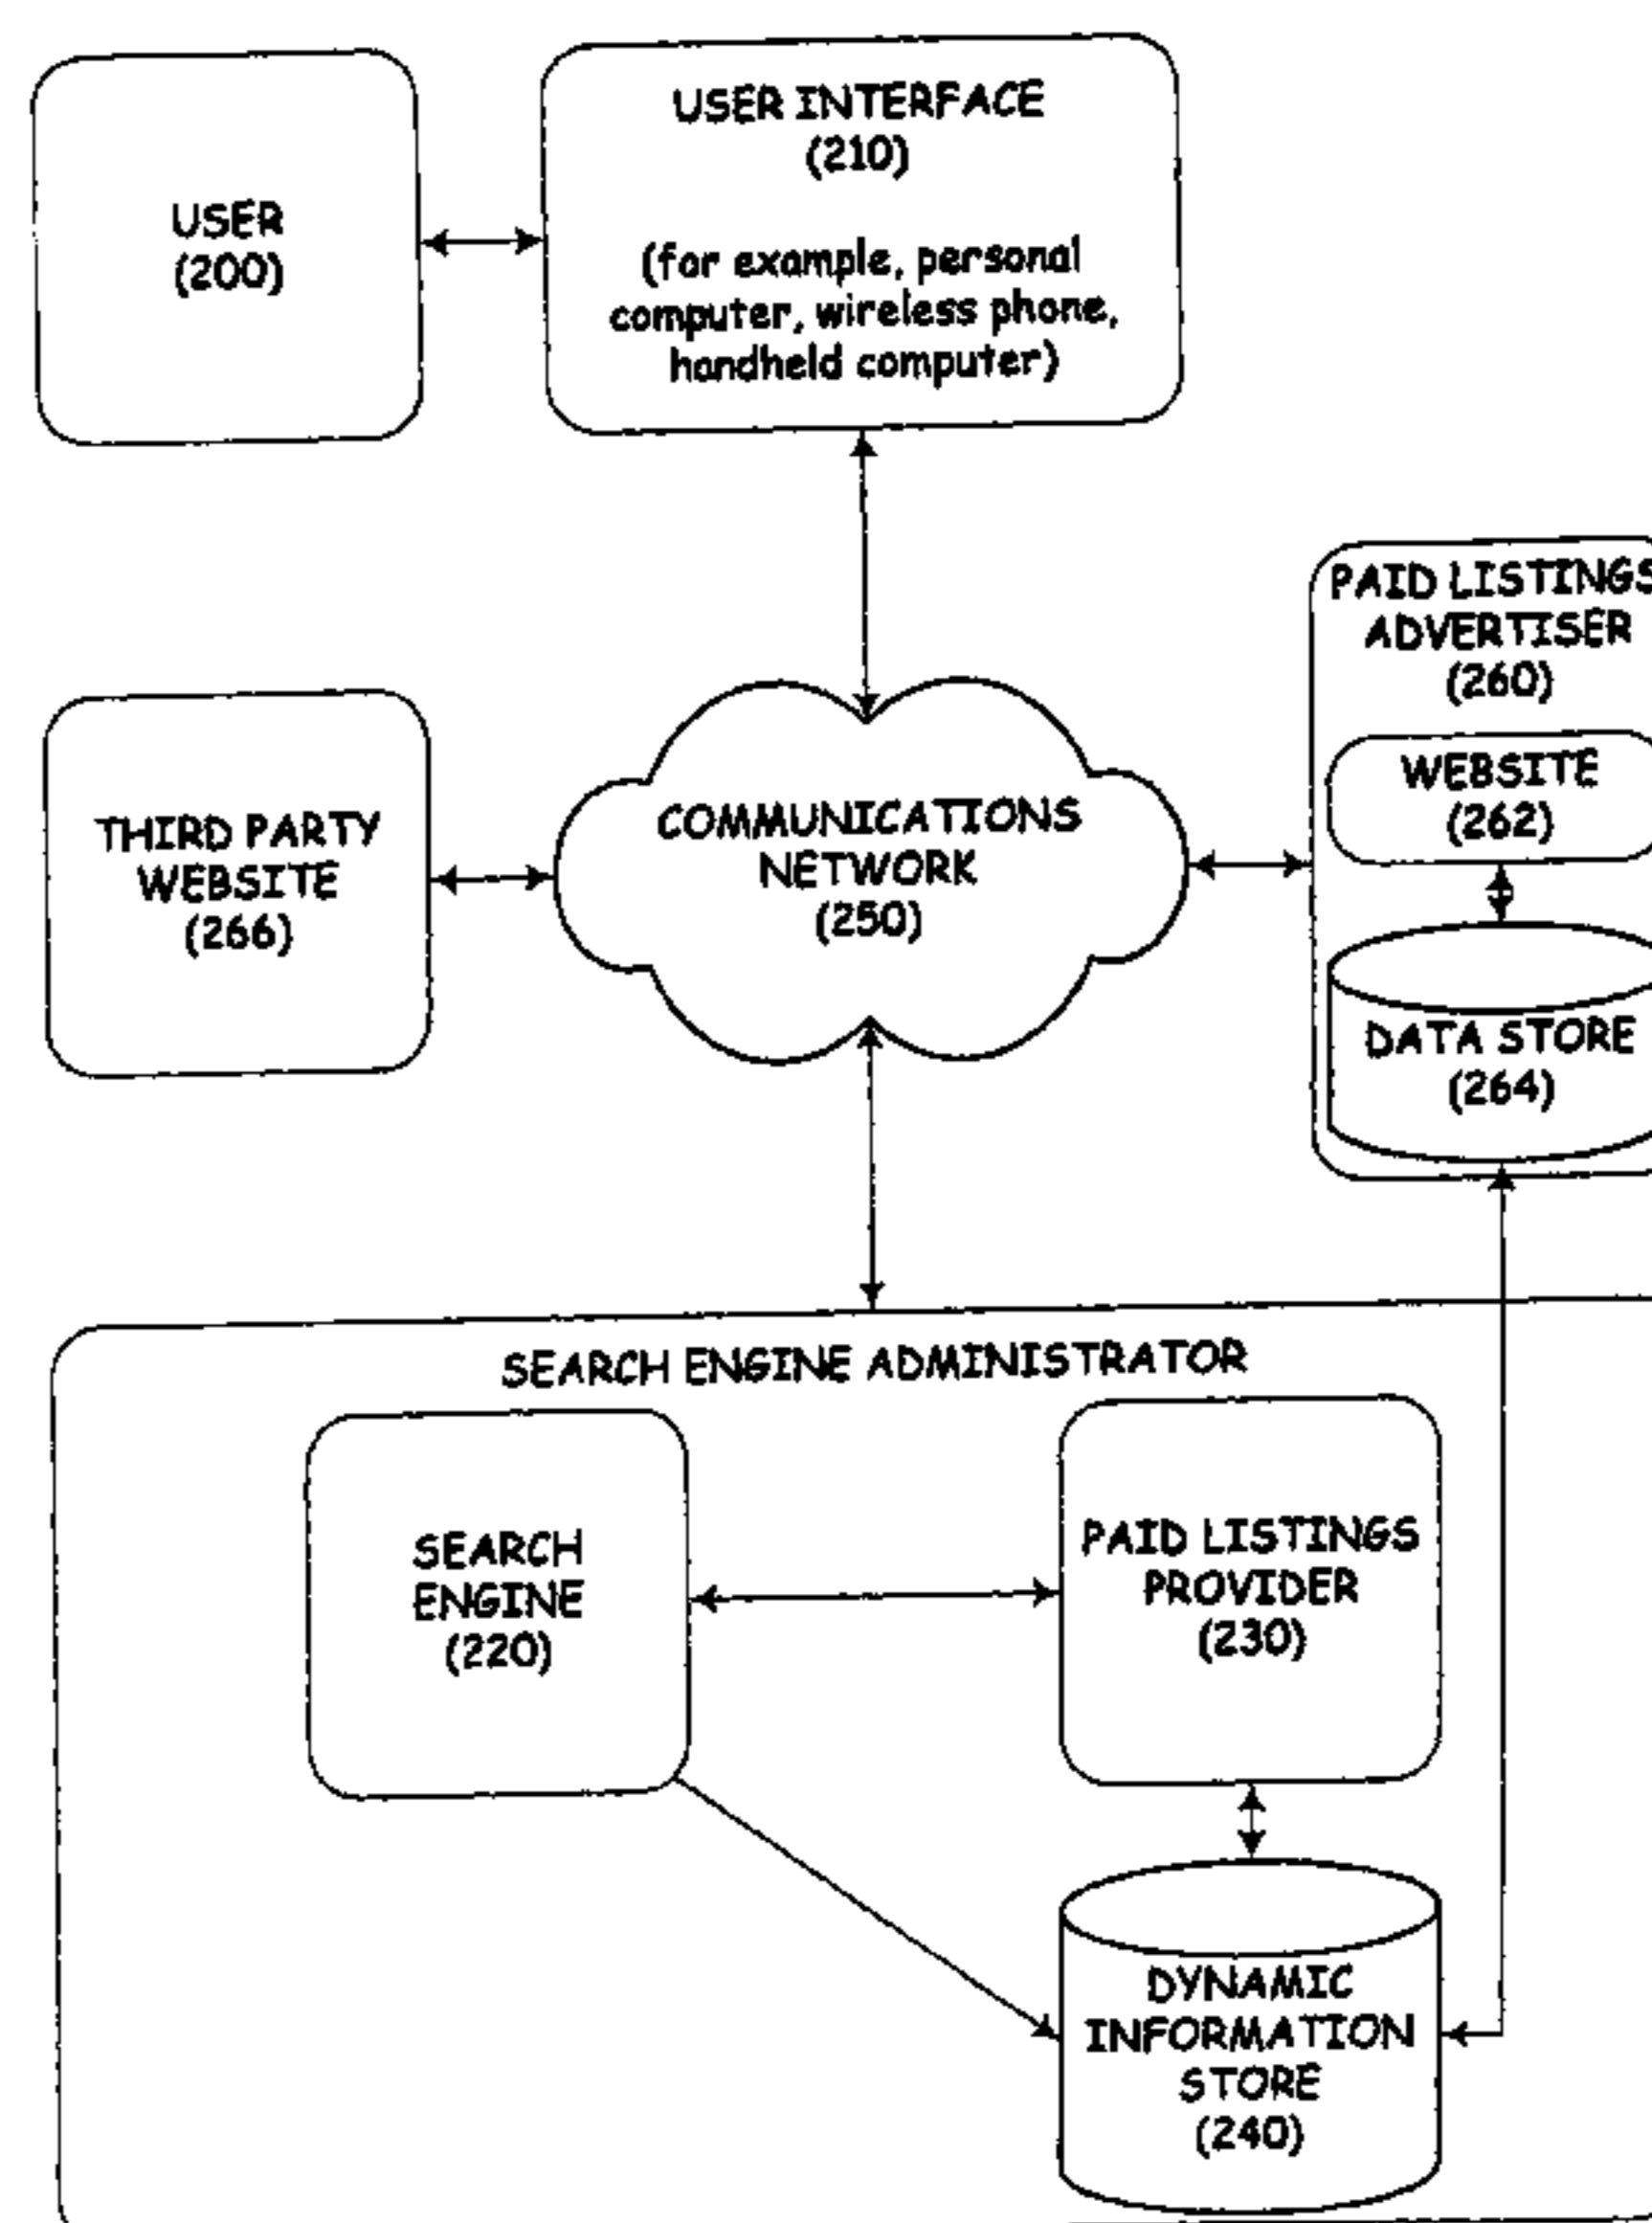 USER
(200)
USER INTERFACE
(210)
(for example, personal
computer, wireless phone,
handheld computer)
PAID LISTINGS
ADVERTISER
(260)
WEBSITE
(262)
DATA STORE
(264)
THIRD PARTY
WEBSITE
(266)
COMMUNICATIONS
NETWORK
(250)
SEARCH ENGINE ADMINISTRATOR
SEARCH
ENGINE
(220)
PAID LISTINGS
PROVIDER
(230)
DYNAMIC
INFORMATION
STORE
(240)